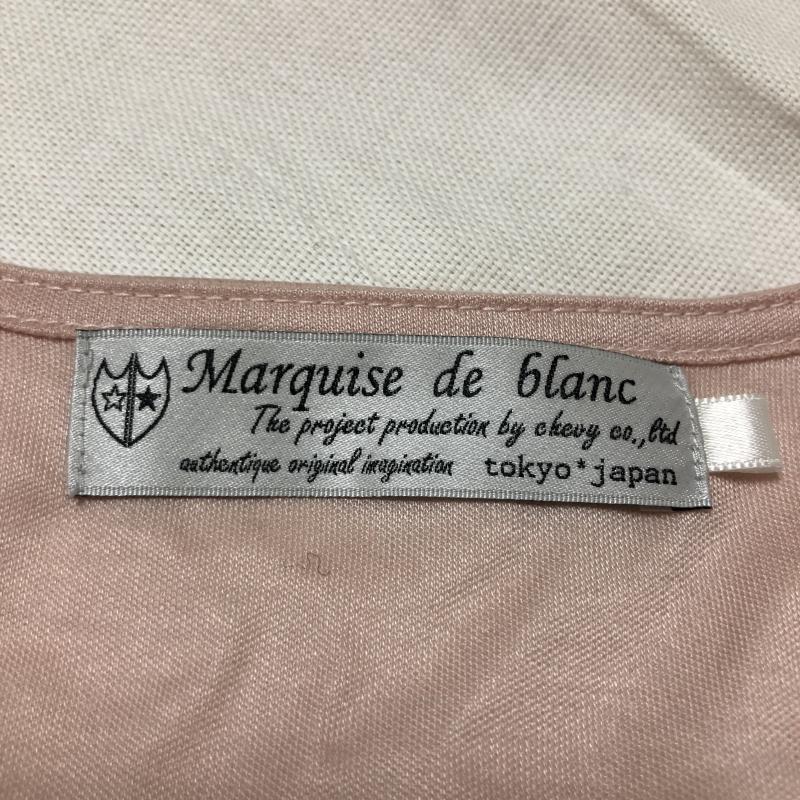 Marquise de blanc
The project production by chevy co.,ltd
authentique original imagination tokyo*japan